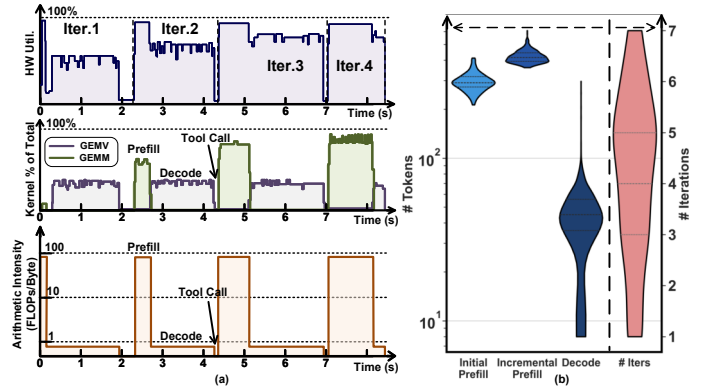 100%
HW Util.
Iter.1
Iter.2
Iter.3
Iter.4
0 1 2 3 4 5 6 7 Time (s)
100%
Kernel % of Total
GEMV
GEMM
Prefill
Decode
Tool Call
0 1 2 3 4 5 6 7 Time (s)
Arithmetic Intensity
(FLOPs/Byte)
100
10
1
Prefill
Tool Call
Decode
0 1 2 3 4 5 6 7 Time (s)
(a)
# Tokens
10²
10¹
7
6
5
4
3
2
1
# Iterations
Initial
Prefill
Incremental
Prefill
Decode
# Iters
(b)